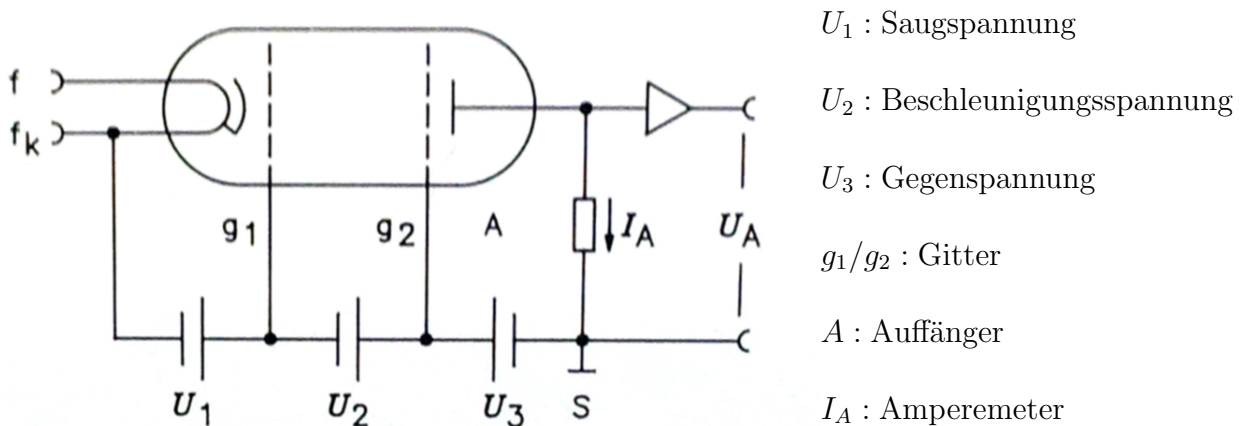 f
f_k
g_1
g_2
A
I_A
U_A
U_1
U_2
U_3
S
U_1 : Saugspannung
U_2 : Beschleunigungsspannung
U_3 : Gegenspannung
g_1/g_2 : Gitter
A : Auffänger
I_A : Amperemeter